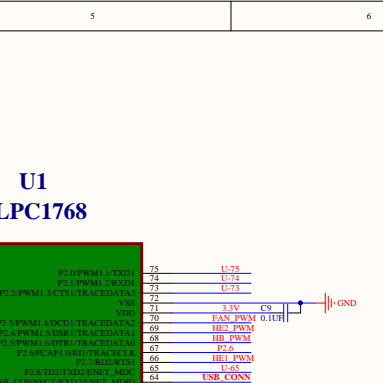 5 6
U1
LPC1768
P2.0/PWM1.1/TXD1 75 U-75
P2.1/PWM1.2/RXD1 74 U-74
P2.2/PWM1.3/CTS1/TRACEDATA3 73 U-73
VSS 72
VDD 71 3.3V C9 GND
P2.3/PWM1.4/DCD1/TRACEDATA2 70 FAN_PWM 0.1UF
P2.4/PWM1.5/DSR1/TRACEDATA1 69 HE2_PWM
P2.5/PWM1.6/DTR1/TRACEDATA0 68 HB_PWM
P2.6/PCAP1.0/RI1/TRACECLK 67 P2.6
P2.7/RD2/RTS1 66 HE1_PWM
P2.8/TD2/TXD2/ENET_MDC 65 U-65
USB_CONNECT/RXD2/ENET_MDIO 64 USB_CONN